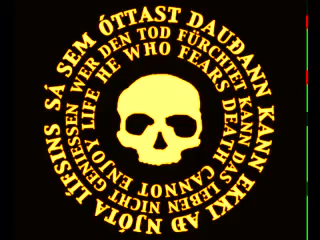 SÁ SEM ÓTTAST DAUÐANN KANN EKKI AÐ NJÓTA LÍFSINS
WER DEN TOD FÜRCHTET KANN DAS LEBEN NICHT GENIESSEN
HE WHO FEARS DEATH CANNOT ENJOY LIFE